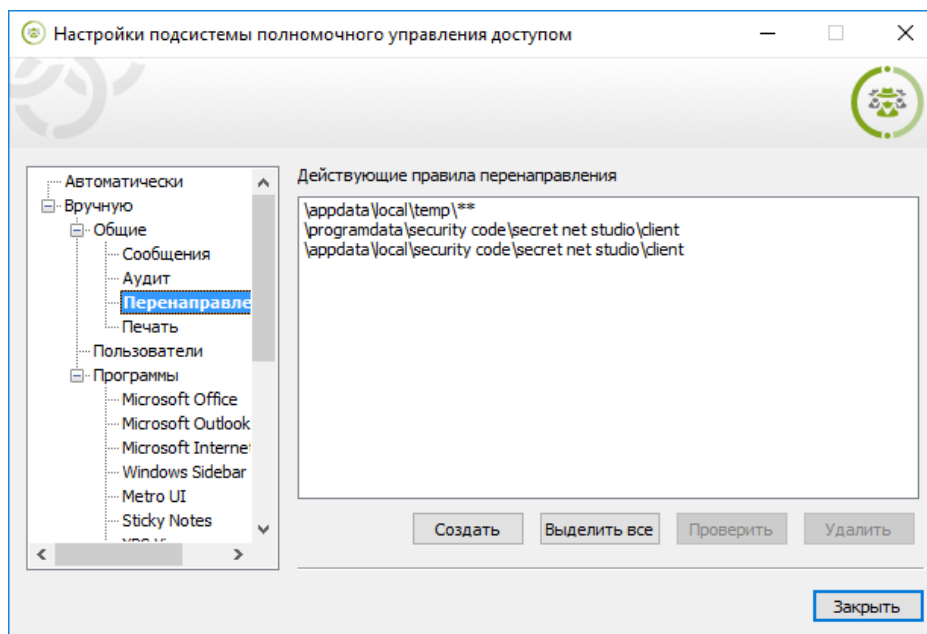 Настройки подсистемы полномочного управления доступом
Автоматически
Вручную
Общие
Сообщения
Аудит
Перенаправле
Печать
Пользователи
Программы
Microsoft Office
Microsoft Outlook
Microsoft Interne
Windows Sidebar
Metro UI
Sticky Notes
Действующие правила перенаправления
\appdata\local\temp\**
\programdata\security code\secret net studio\client
\appdata\local\security code\secret net studio\client
Создать
Выделить все
Проверить
Удалить
Закрыть